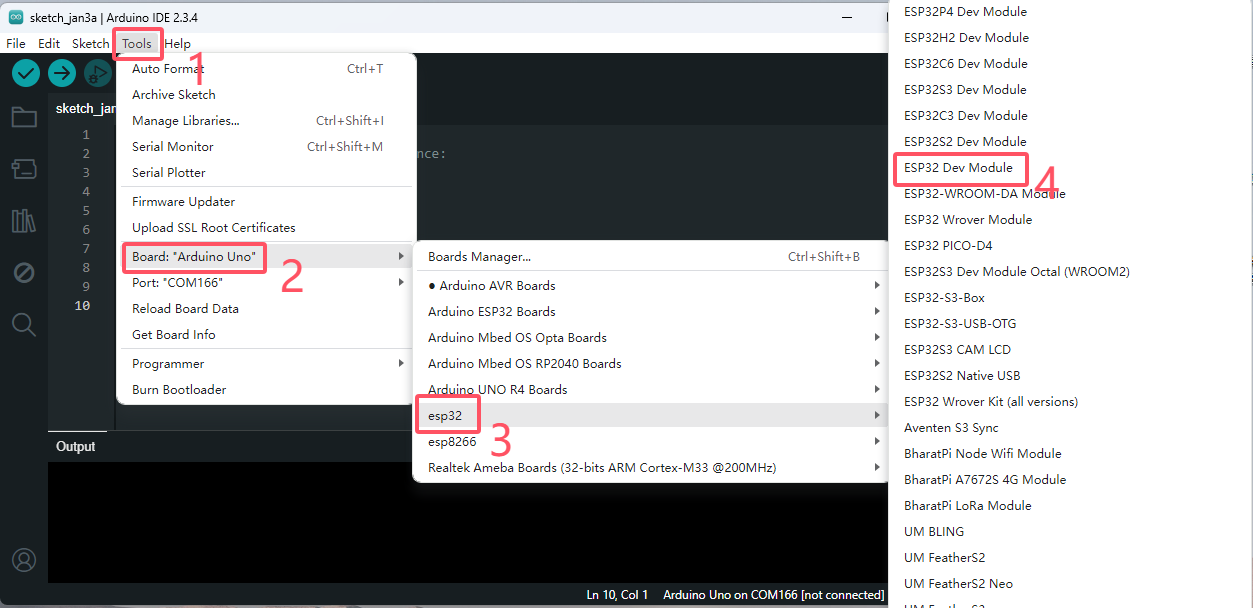 sketch_jan3a | Arduino IDE 2.3.4
File Edit Sketch Tools Help
1
Auto Format Ctrl+T
Archive Sketch
Manage Libraries... Ctrl+Shift+I
Serial Monitor Ctrl+Shift+M
Serial Plotter
Firmware Updater
Upload SSL Root Certificates
Board: "Arduino Uno"
2
Port: "COM166"
Reload Board Data
Get Board Info
Programmer
Burn Bootloader
sketch_jan
1
2
3
4
5
6
7
8
9
10
nce:
Boards Manager... Ctrl+Shift+B
● Arduino AVR Boards
Arduino ESP32 Boards
Arduino Mbed OS Opta Boards
Arduino Mbed OS RP2040 Boards
Arduino UNO R4 Boards
esp32
3
esp8266
Realtek Ameba Boards (32-bits ARM Cortex-M33 @200MHz)
ESP32P4 Dev Module
ESP32H2 Dev Module
ESP32C6 Dev Module
ESP32S3 Dev Module
ESP32C3 Dev Module
ESP32S2 Dev Module
ESP32 Dev Module
4
ESP32-WROOM-DA Module
ESP32 Wrover Module
ESP32 PICO-D4
ESP32S3 Dev Module Octal (WROOM2)
ESP32-S3-Box
ESP32-S3-USB-OTG
ESP32S3 CAM LCD
ESP32S2 Native USB
ESP32 Wrover Kit (all versions)
Aventen S3 Sync
BharatPi Node Wifi Module
BharatPi A7672S 4G Module
BharatPi LoRa Module
UM BLING
UM FeatherS2
UM FeatherS2 Neo
Output
Ln 10, Col 1 Arduino Uno on COM166 [not connected]